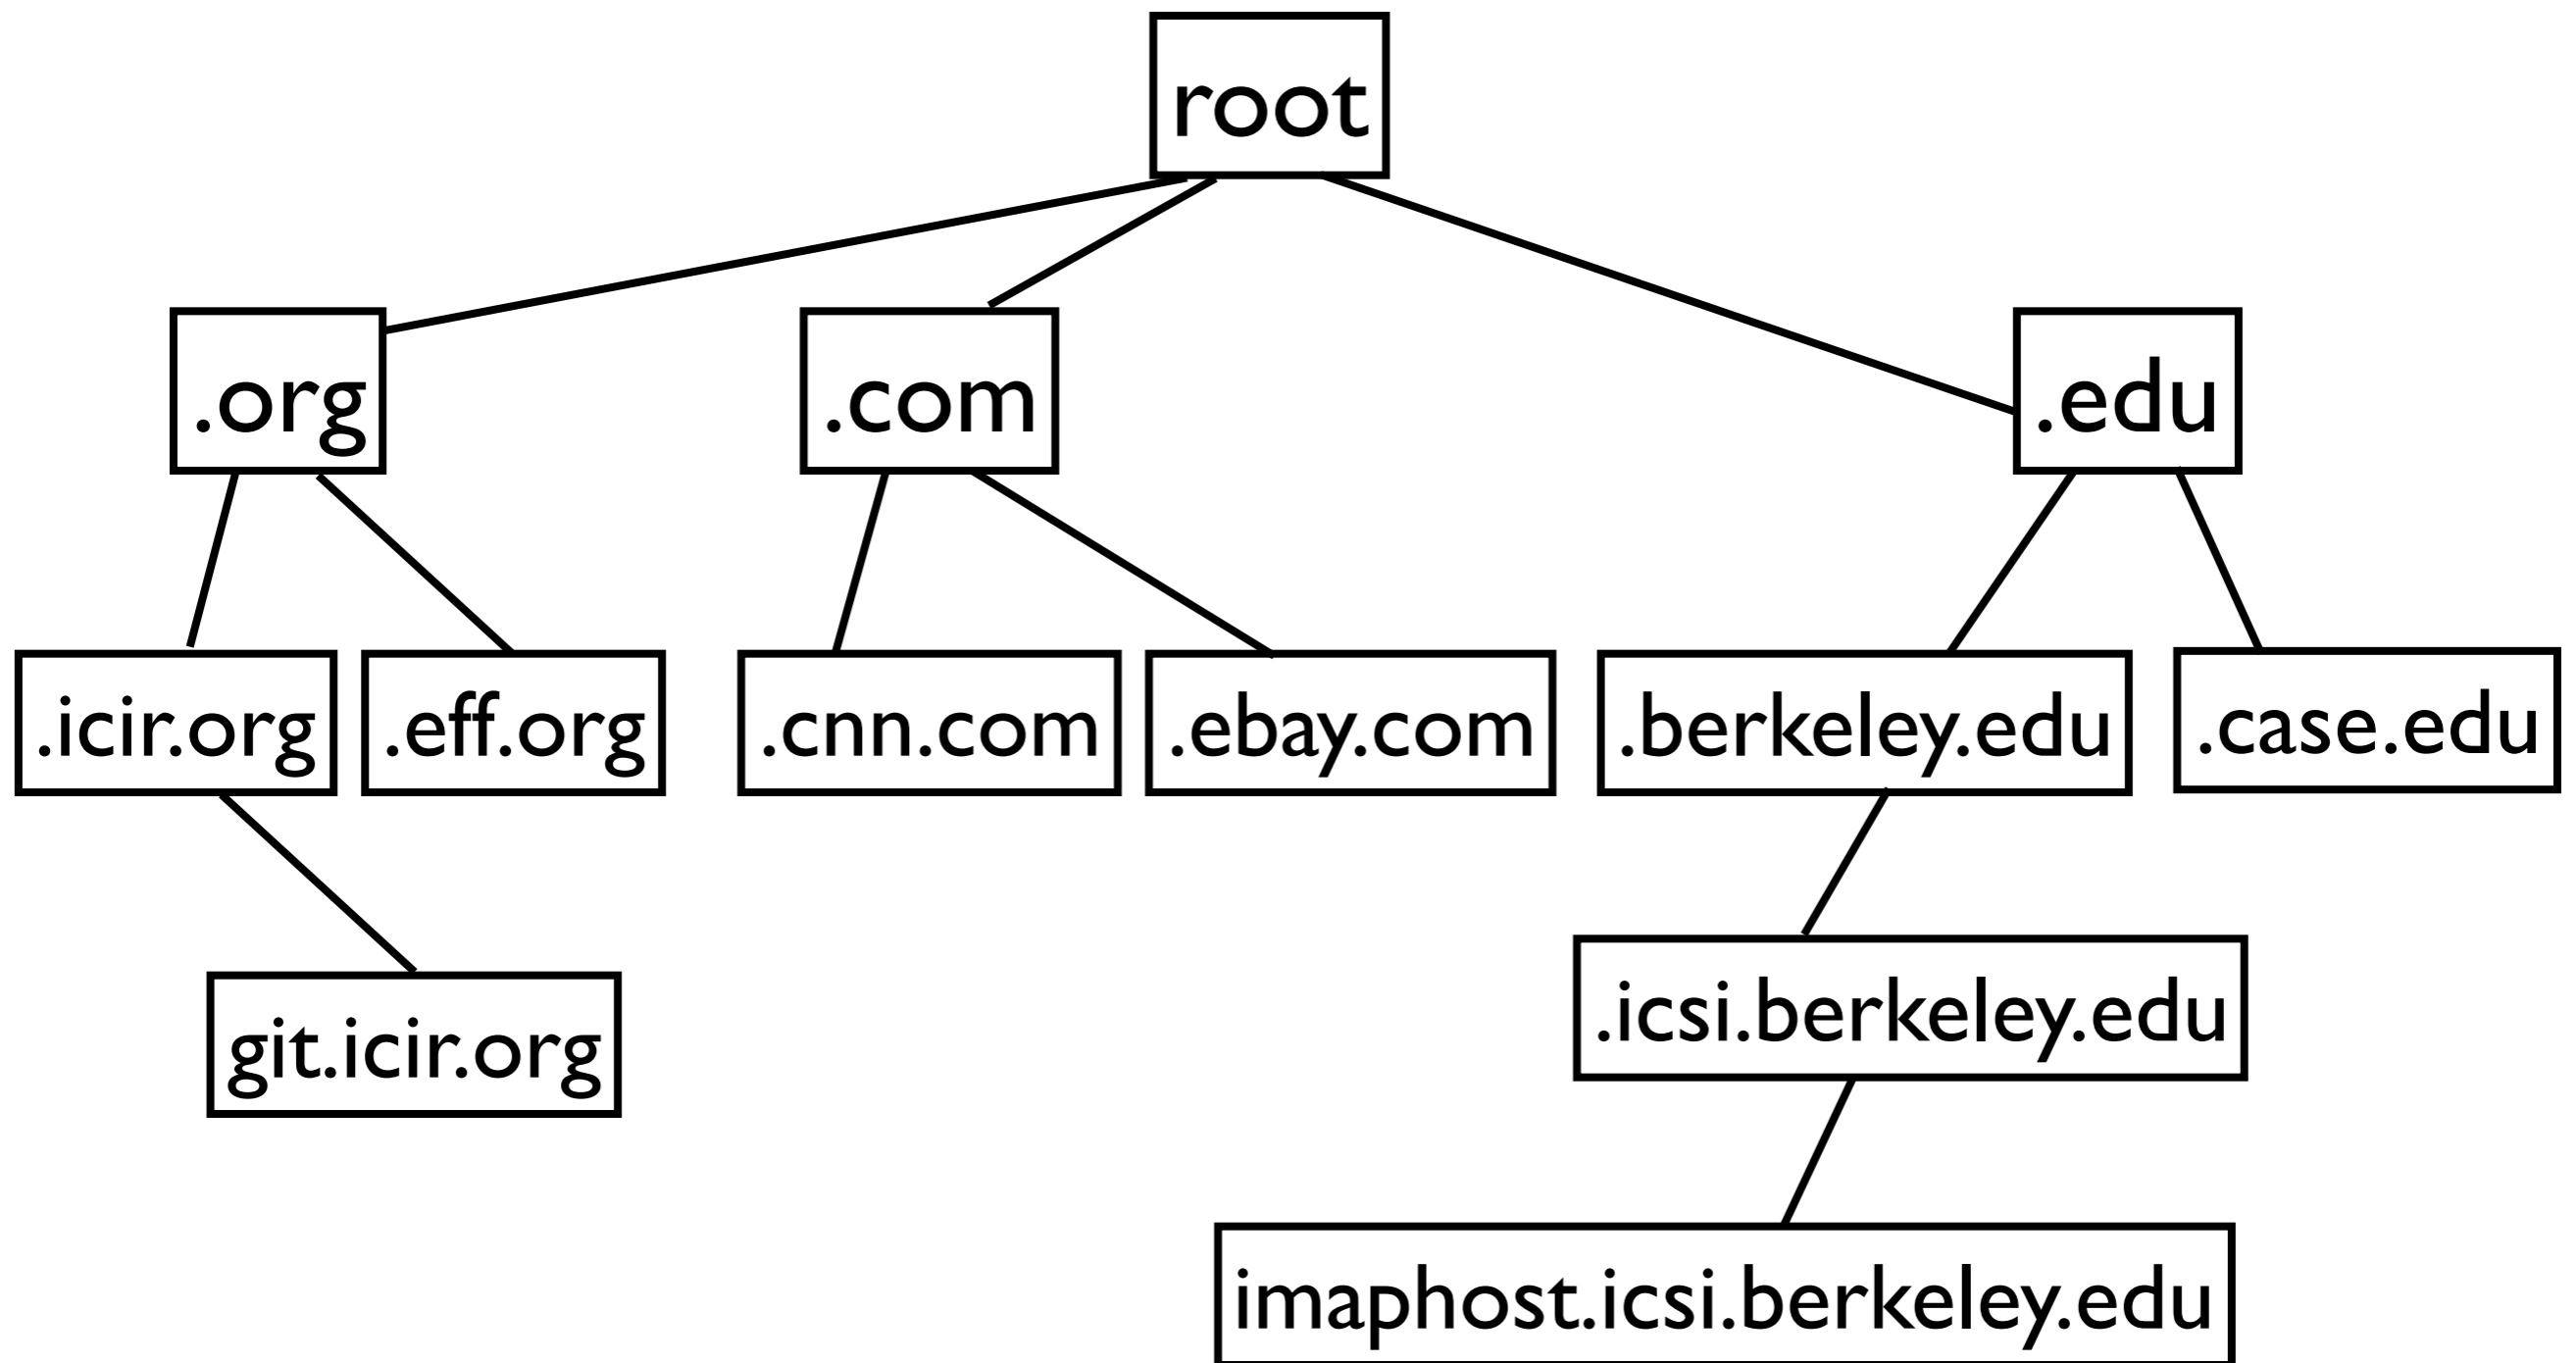 root
.org
.com
.edu
.icir.org
.eff.org
.cnn.com
.ebay.com
.berkeley.edu
.case.edu
.icsi.berkeley.edu
git.icir.org
imaphost.icsi.berkeley.edu